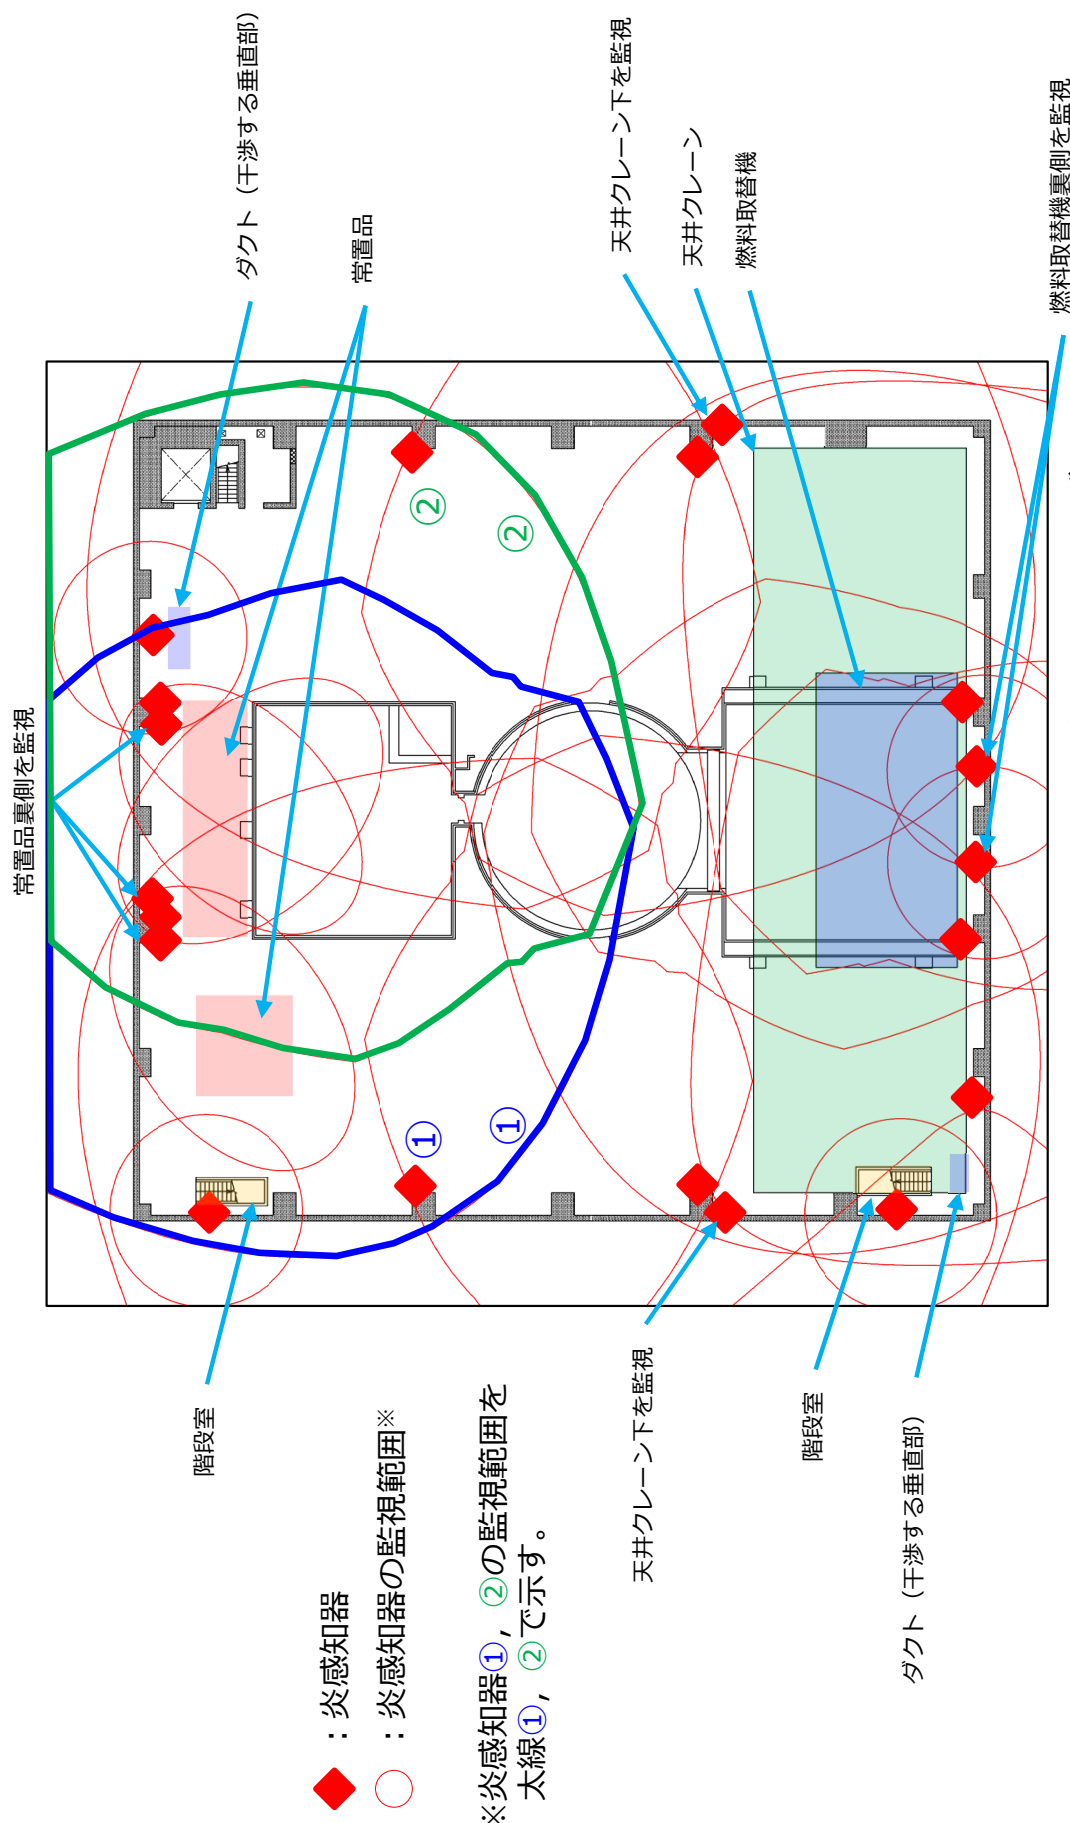 常置品裏側を監視
ダクト（干渉する垂直部）
常置品
天井クレーン下を監視
天井クレーン
燃料取替機
燃料取替機裏側を監視
②
②
①
①
階段室
天井クレーン下を監視
階段室
ダクト（干渉する垂直部）
：炎感知器
：炎感知器の監視範囲※
※炎感知器①，②の監視範囲を
太線①，②で示す。